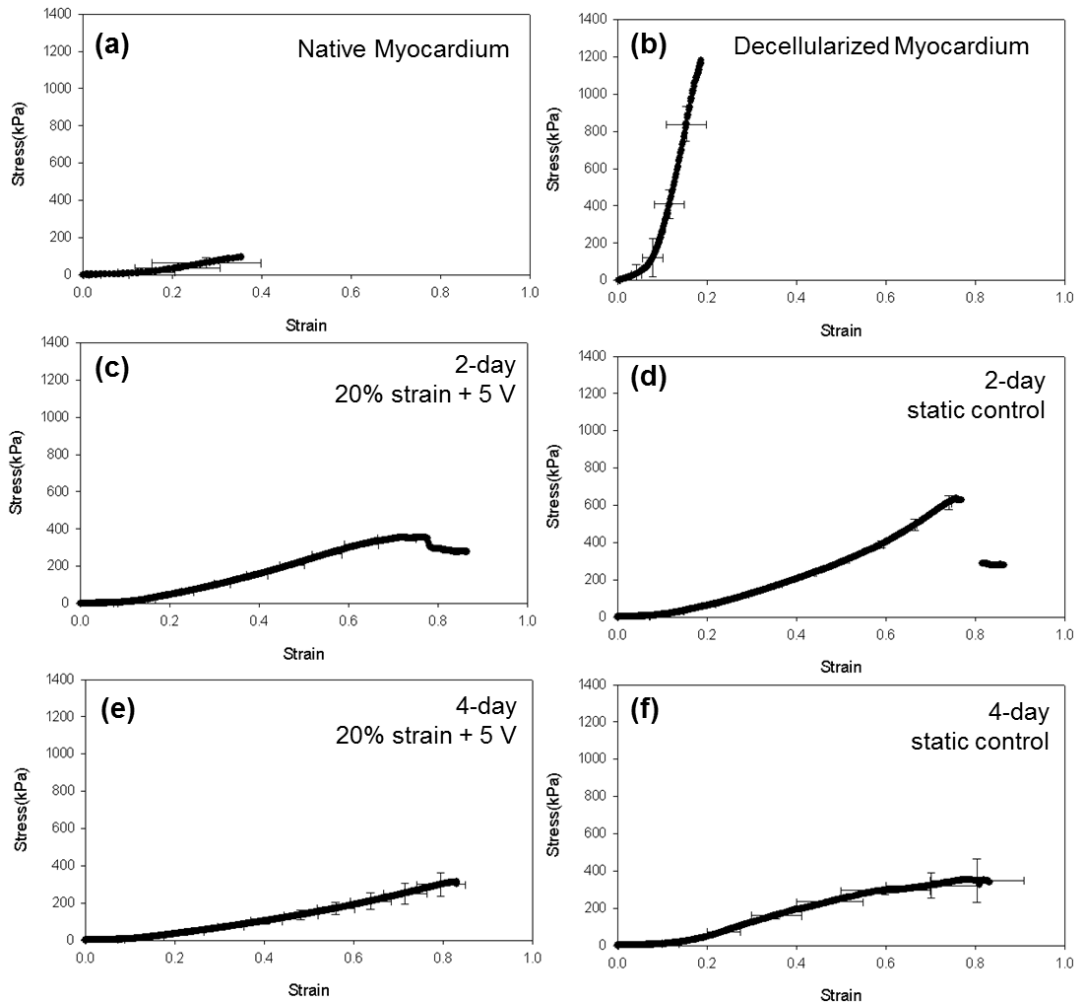 (a)
Native Myocardium
1400
1200
1000
800
600
400
200
0
Stress(kPa)
0.0 0.2 0.4 0.6 0.8 1.0
Strain
(b)
Decellularized Myocardium
1400
1200
1000
800
600
400
200
0
Stress(kPa)
0.0 0.2 0.4 0.6 0.8 1.0
Strain
(c)
2-day
20% strain + 5 V
1400
1200
1000
800
600
400
200
0
Stress(kPa)
0.0 0.2 0.4 0.6 0.8 1.0
Strain
(d)
2-day
static control
1400
1200
1000
800
600
400
200
0
Stress(kPa)
0.0 0.2 0.4 0.6 0.8 1.0
Strain
(e)
4-day
20% strain + 5 V
1400
1200
1000
800
600
400
200
0
Stress(kPa)
0.0 0.2 0.4 0.6 0.8 1.0
Strain
(f)
4-day
static control
1400
1200
1000
800
600
400
200
0
Stress(kPa)
0.0 0.2 0.4 0.6 0.8 1.0
Strain